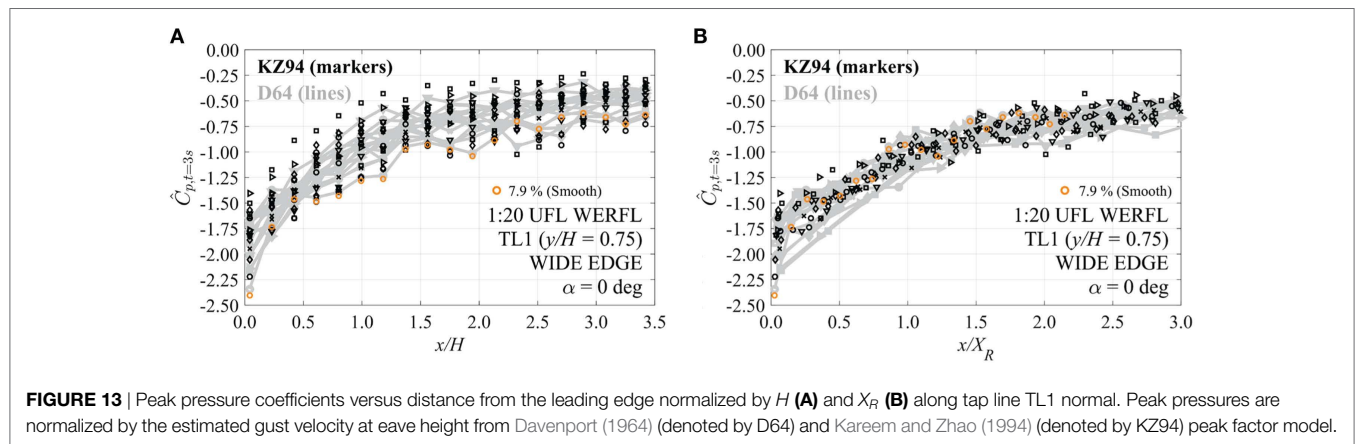 A
B
0.00
-0.25
-0.50
-0.75
-1.00
-1.25
-1.50
-1.75
-2.00
-2.25
-2.50
Ĉp,t=3s
KZ94 (markers)
D64 (lines)
7.9 % (Smooth)
1:20 UFL WERFL
TL1 (y/H = 0.75)
WIDE EDGE
α = 0 deg
0.0 0.5 1.0 1.5 2.0 2.5 3.0 3.5
x/H
0.00
-0.25
-0.50
-0.75
-1.00
-1.25
-1.50
-1.75
-2.00
-2.25
-2.50
Ĉp,t=3s
KZ94 (markers)
D64 (lines)
7.9 % (Smooth)
1:20 UFL WERFL
TL1 (y/H = 0.75)
WIDE EDGE
α = 0 deg
0.0 0.5 1.0 1.5 2.0 2.5 3.0
x/XR
FIGURE 13 | Peak pressure coefficients versus distance from the leading edge normalized by H (A) and XR (B) along tap line TL1 normal. Peak pressures are
normalized by the estimated gust velocity at eave height from Davenport (1964) (denoted by D64) and Kareem and Zhao (1994) (denoted by KZ94) peak factor model.